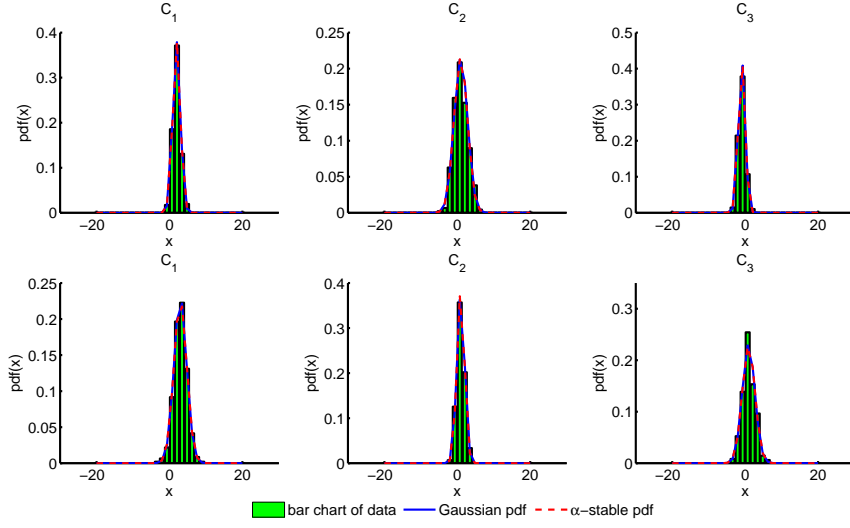 C1 C2 C3
0.4 0.25 0.5
0.3 0.2 0.4
0.2 0.15 0.3
0.1 0.1 0.2
0 0.05 0.1
0 0
pdf(x) pdf(x) pdf(x)
−20 0 20 −20 0 20 −20 0 20
x x x
C1 C2 C3
0.25 0.4 0.3
0.2 0.3 0.2
0.15 0.2 0.1
0.1 0.1 0
0.05 0
0
pdf(x) pdf(x) pdf(x)
−20 0 20 −20 0 20 −20 0 20
x x x
bar chart of data Gaussian pdf α−stable pdf